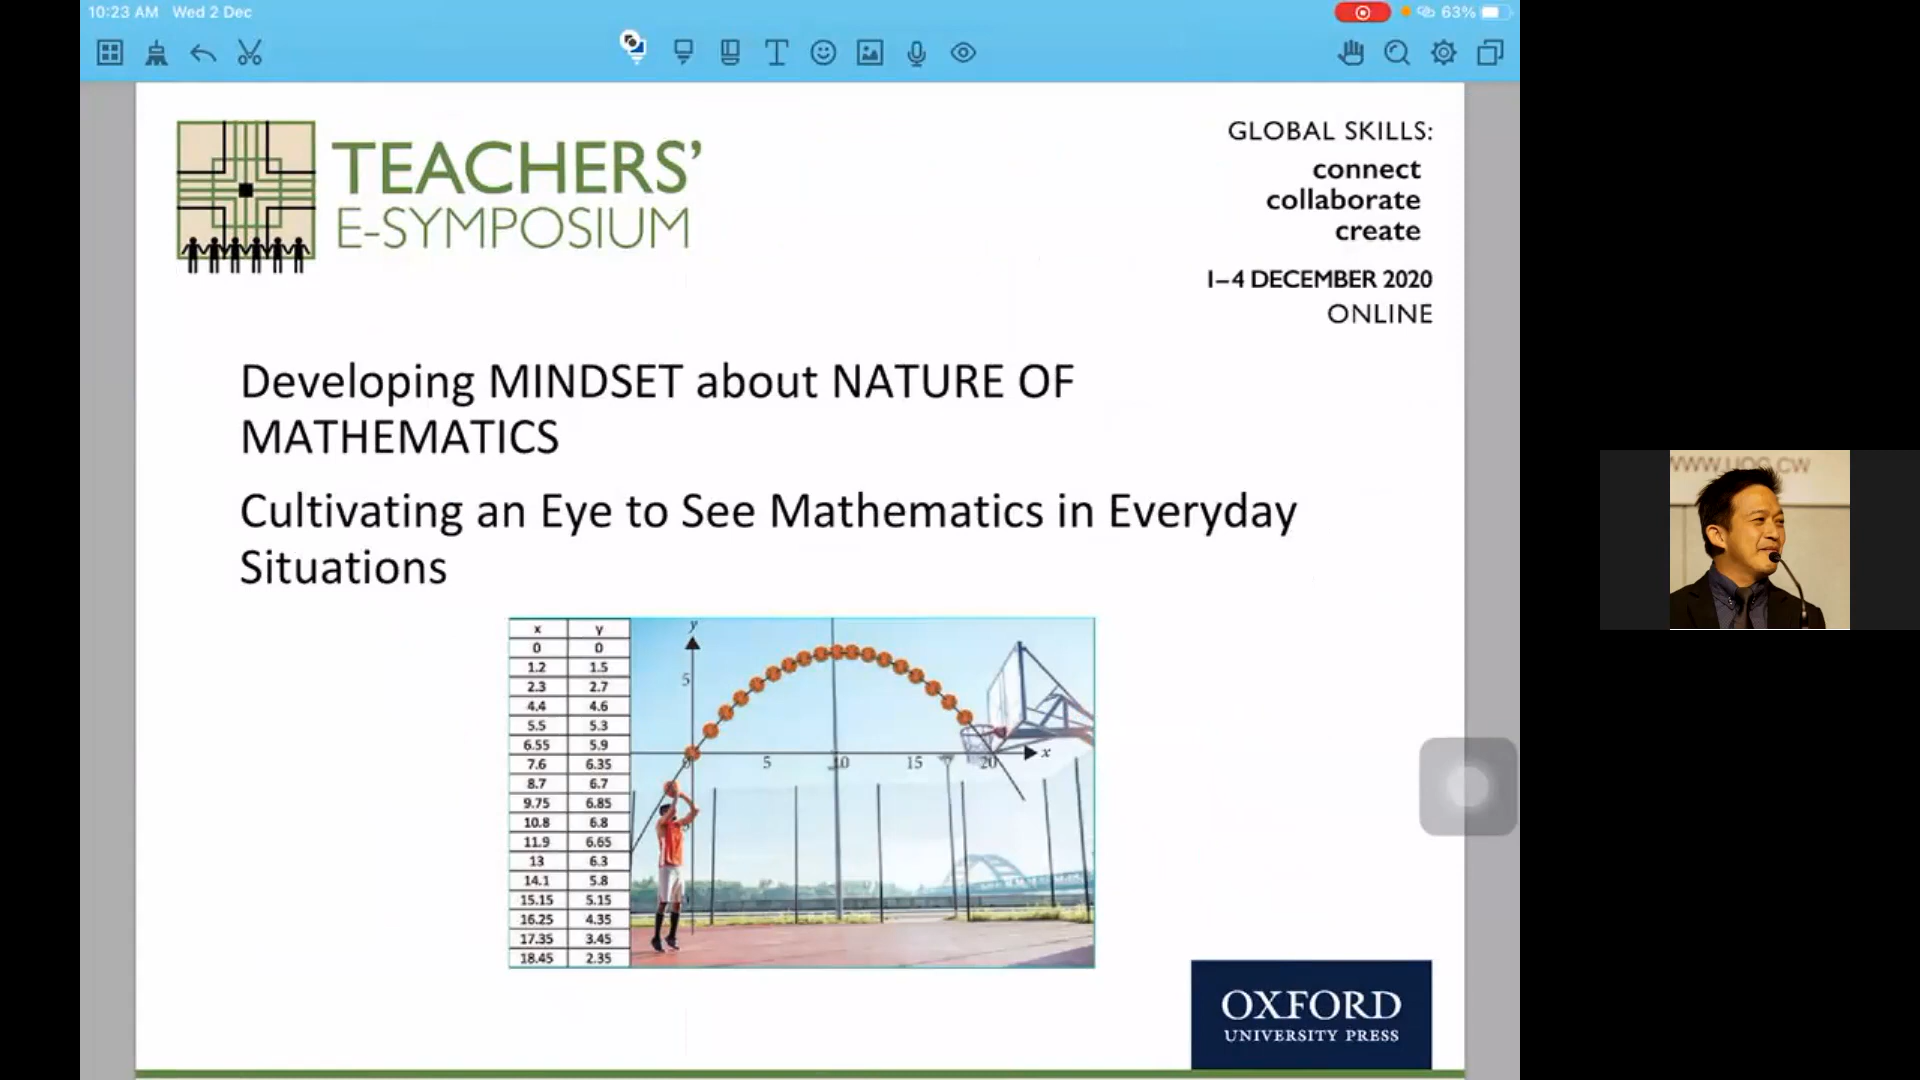 10:23 AM Wed 2 Dec
63%
TEACHERS'
E-SYMPOSIUM
GLOBAL SKILLS:
connect
collaborate
create
1–4 DECEMBER 2020
ONLINE
Developing MINDSET about NATURE OF
MATHEMATICS
Cultivating an Eye to See Mathematics in Everyday
Situations
x y
0 0
1.2 1.5
2.3 2.7
4.4 4.6
5.5 5.3
6.55 5.9
7.6 6.35
8.7 6.7
9.75 6.85
10.8 6.8
11.9 6.65
13 6.3
14.1 5.8
15.15 5.15
16.25 4.35
17.35 3.45
18.45 2.35
y
5
0 5 10 15 20 x
OXFORD
UNIVERSITY PRESS